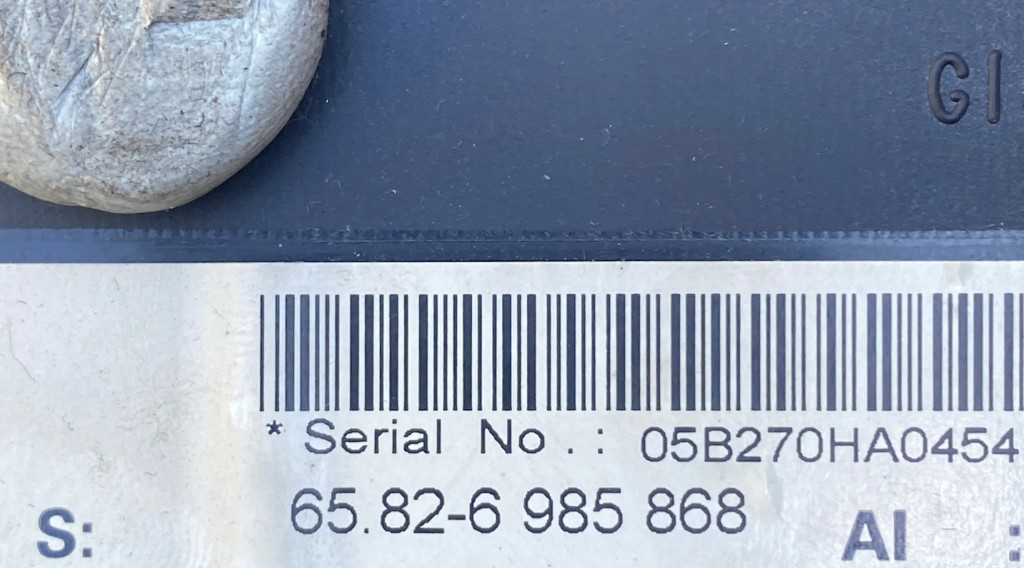 GI
* Serial No . : 05B270HA0454
65.82-6 985 868
S: AI :